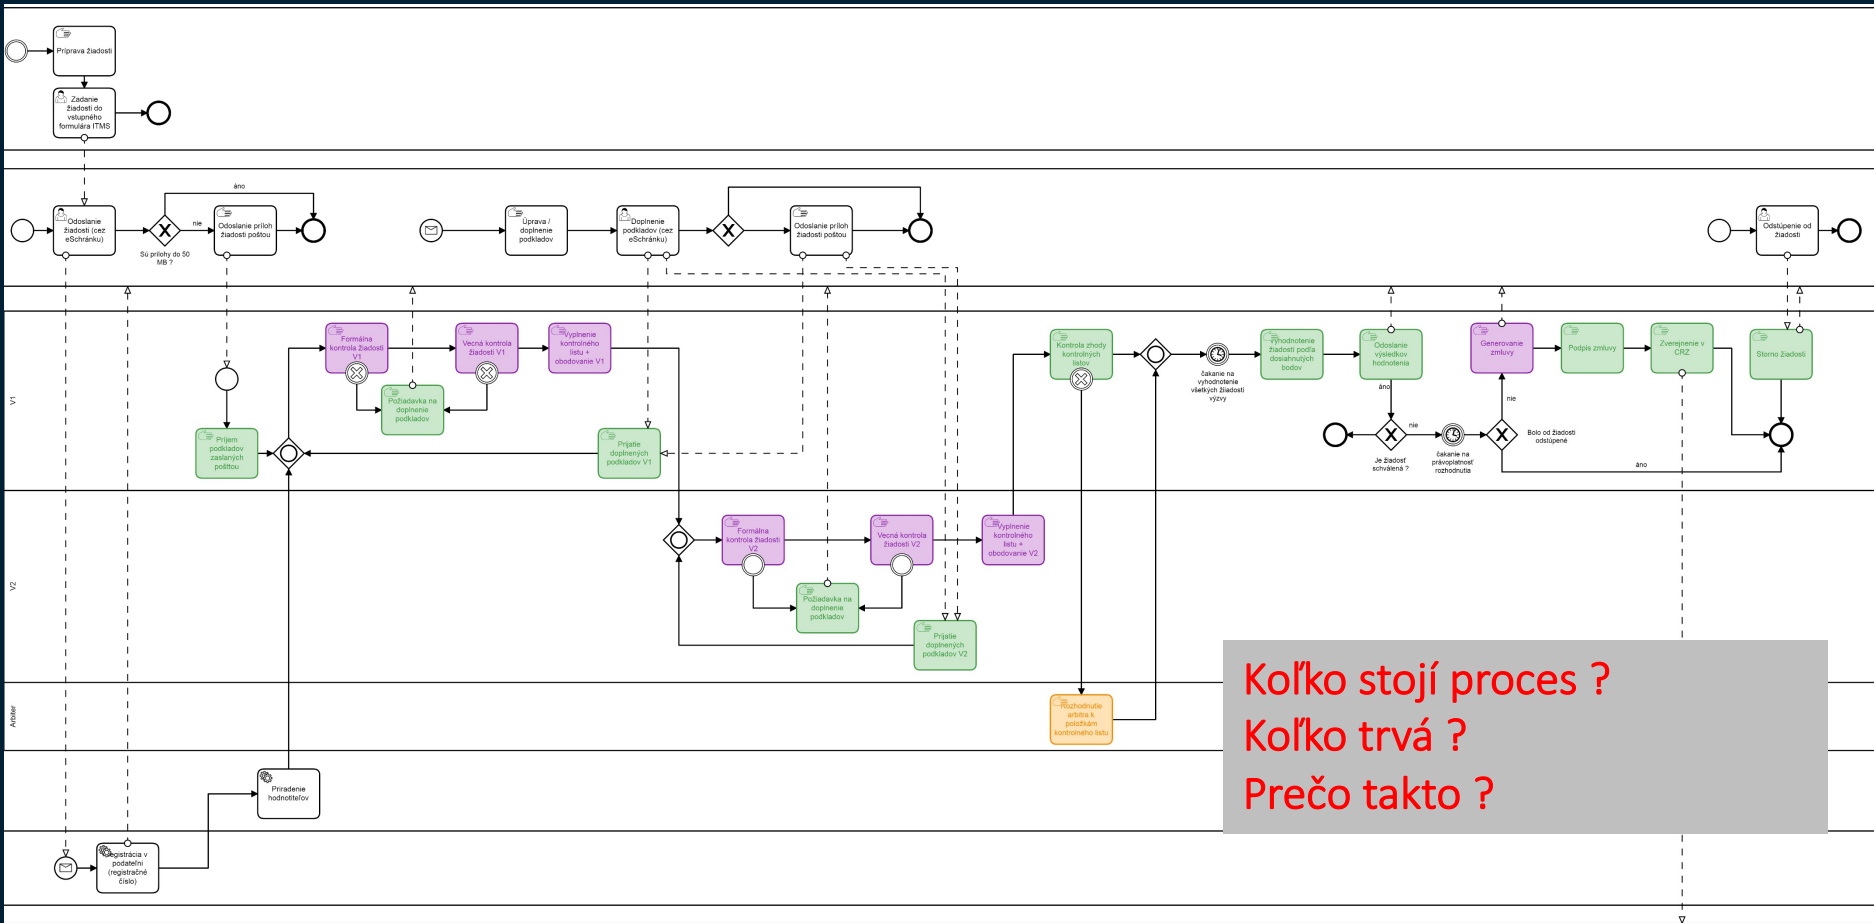 Príprava žiadosti
Zadanie
žiadosti do
vstupného
formulára ITMS
Odoslanie
žiadosti (cez
eSchránku)
áno
nie
Sú prílohy do 50
MB ?
Odoslanie príloh
žiadosti poštou
Úprava /
doplnenie
podkladov
Doplnenie
podkladov (cez
eSchránku)
Odoslanie príloh
žiadosti poštou
Odstúpenie od
žiadosti
V1
Formálna
kontrola žiadosti
V1
Vecná kontrola
žiadosti V1
Vyplnenie
kontrolného
listu +
obodovanie V1
Požiadavka na
doplnenie
podkladov
Príjem
podkladov
zaslaných
pošttou
Prijatie
doplnených
podkladov V1
Kontrola zhody
kontrolných
listov
čakanie na
vyhodnotenie
všetkých žiadostí
výzvy
Vyhodnotenie
žiadostí podľa
dosiahnutých
bodov
Odoslanie
výsledkov
hodnotenia
áno
nie
Je žiadosť
schválená ?
čakanie na
právoplatnosť
rozhodnutia
nie
Bolo od žiadosti
odstúpené
áno
Generovanie
zmluvy
Podpis zmluvy
Zverejnenie v
CRZ
Storno žiadosti
V2
Formálna
kontrola žiadosti
V2
Vecná kontrola
žiadosti V2
Vyplnenie
kontrolného
listu +
obodovanie V2
Požiadavka na
doplnenie
podkladov
Prijatie
doplnených
podkladov V2
Arbiter
Rozhodnutie
arbitra k
položkám
kontrolného listu
Priradenie
hodnotiteľov
Registrácia v
podateľni
(registračné
číslo)
Koľko stojí proces ?
Koľko trvá ?
Prečo takto ?